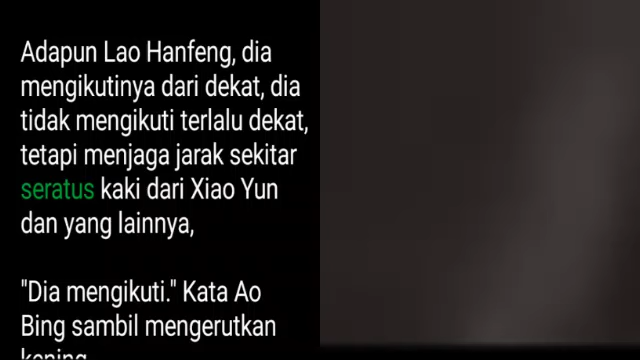 Adapun Lao Hanfeng, dia
mengikutinya dari dekat, dia
tidak mengikuti terlalu dekat,
tetapi menjaga jarak sekitar
seratus kaki dari Xiao Yun
dan yang lainnya,
"Dia mengikuti." Kata Ao
Bing sambil mengerutkan
kening